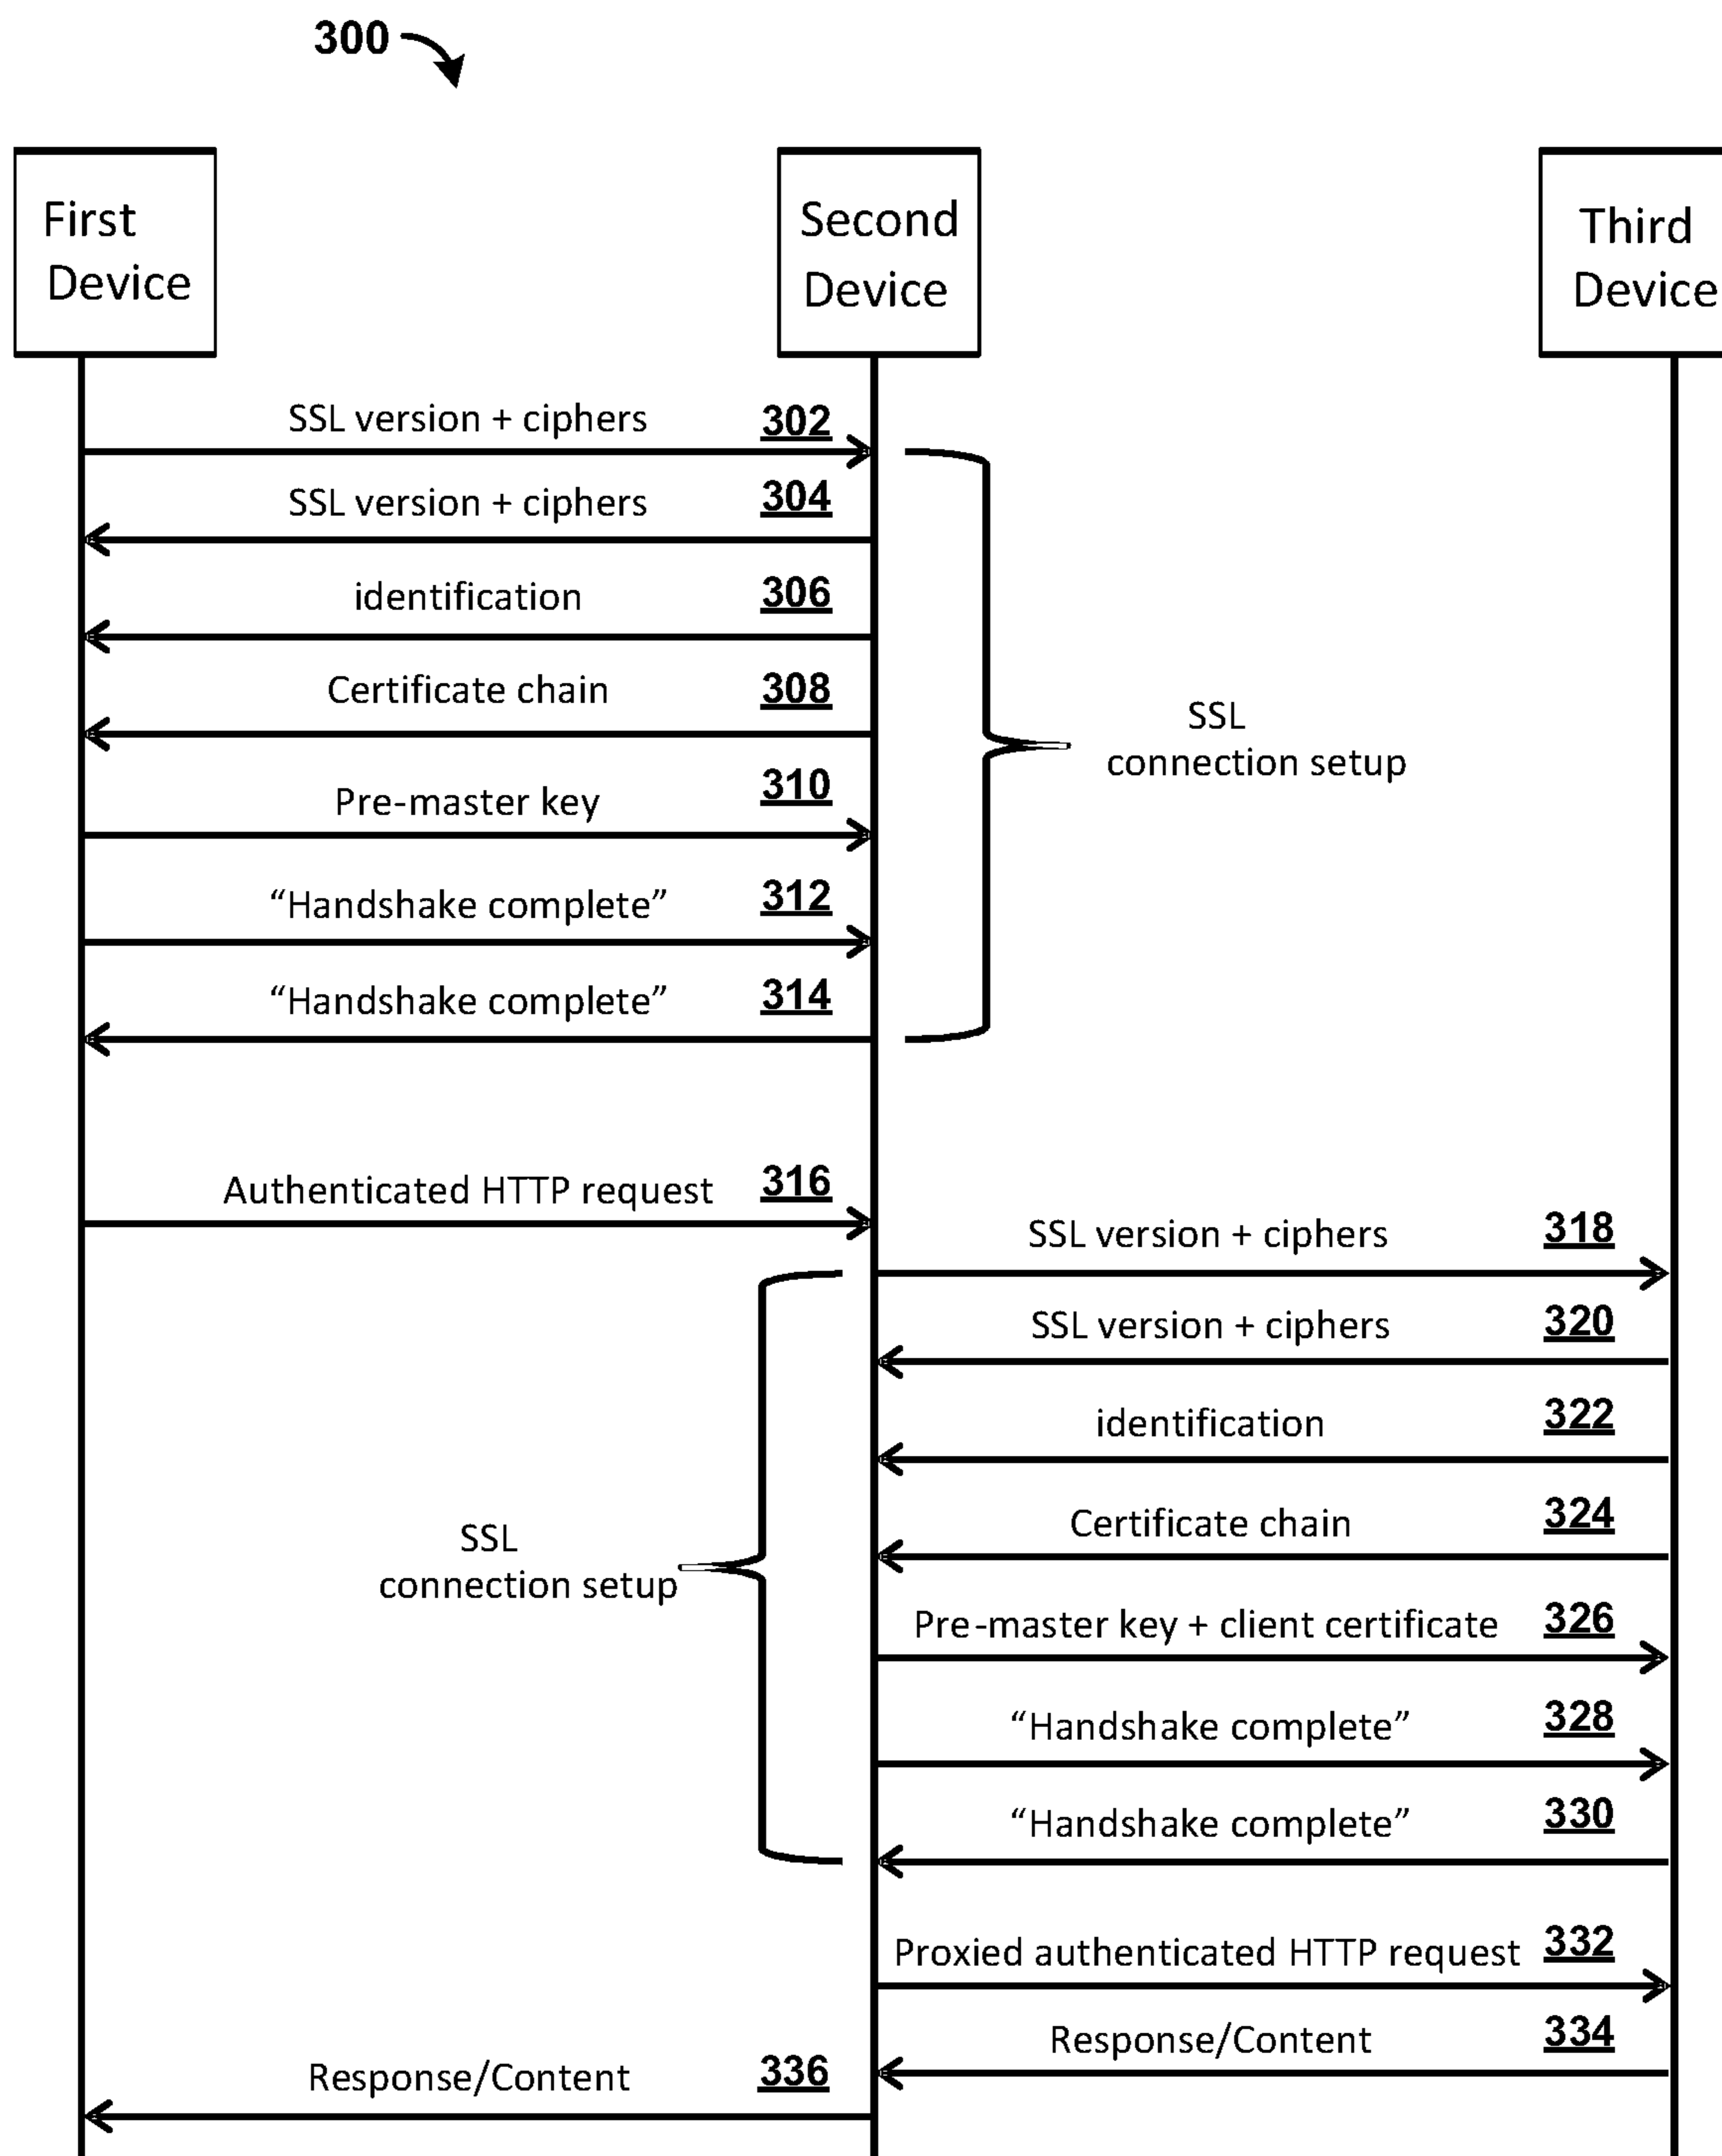 300
First
Device
Second
Device
Third
Device
SSL version + ciphers 302
SSL version + ciphers 304
identification 306
Certificate chain 308
SSL
connection setup
Pre-master key 310
“Handshake complete” 312
“Handshake complete” 314
Authenticated HTTP request 316
SSL version + ciphers 318
SSL version + ciphers 320
identification 322
Certificate chain 324
SSL
connection setup
Pre-master key + client certificate 326
“Handshake complete” 328
“Handshake complete” 330
Proxied authenticated HTTP request 332
Response/Content 334
Response/Content 336